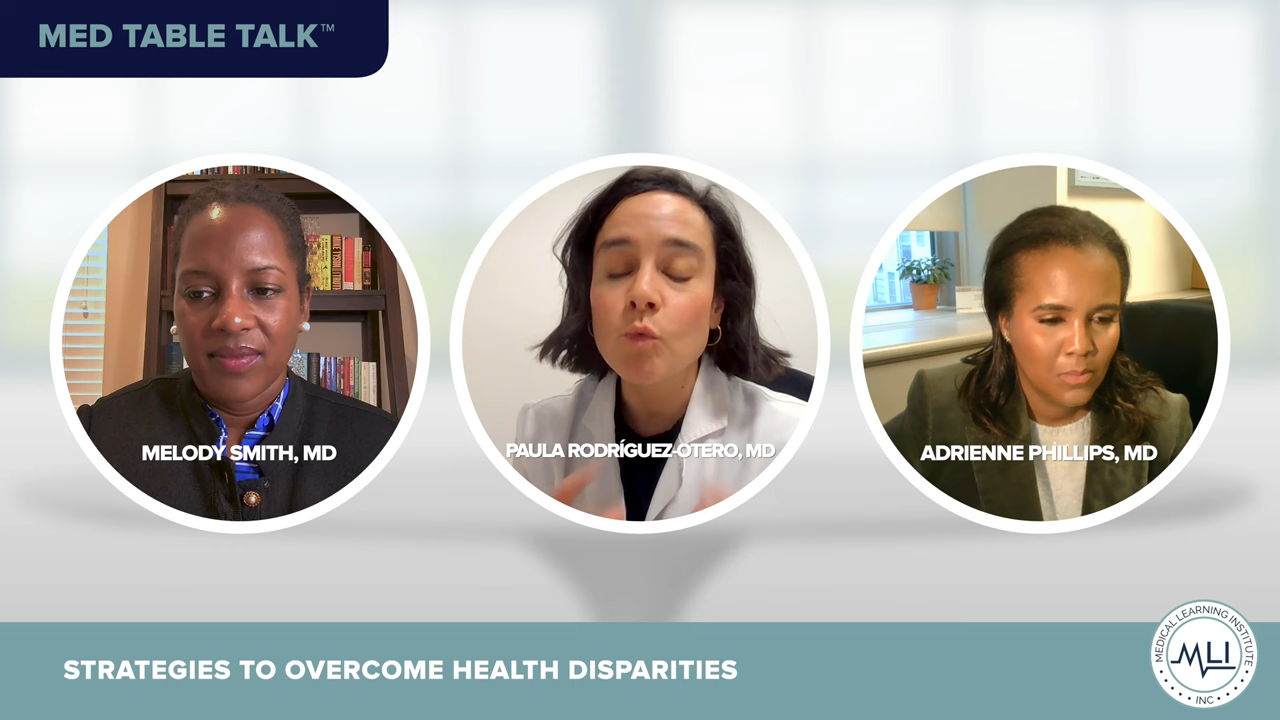 MED TABLE TALK™
MELODY SMITH, MD
PAULA RODRÍGUEZ-OTERO, MD
ADRIENNE PHILLIPS, MD
STRATEGIES TO OVERCOME HEALTH DISPARITIES
MEDICAL LEARNING INSTITUTE
MLI
INC